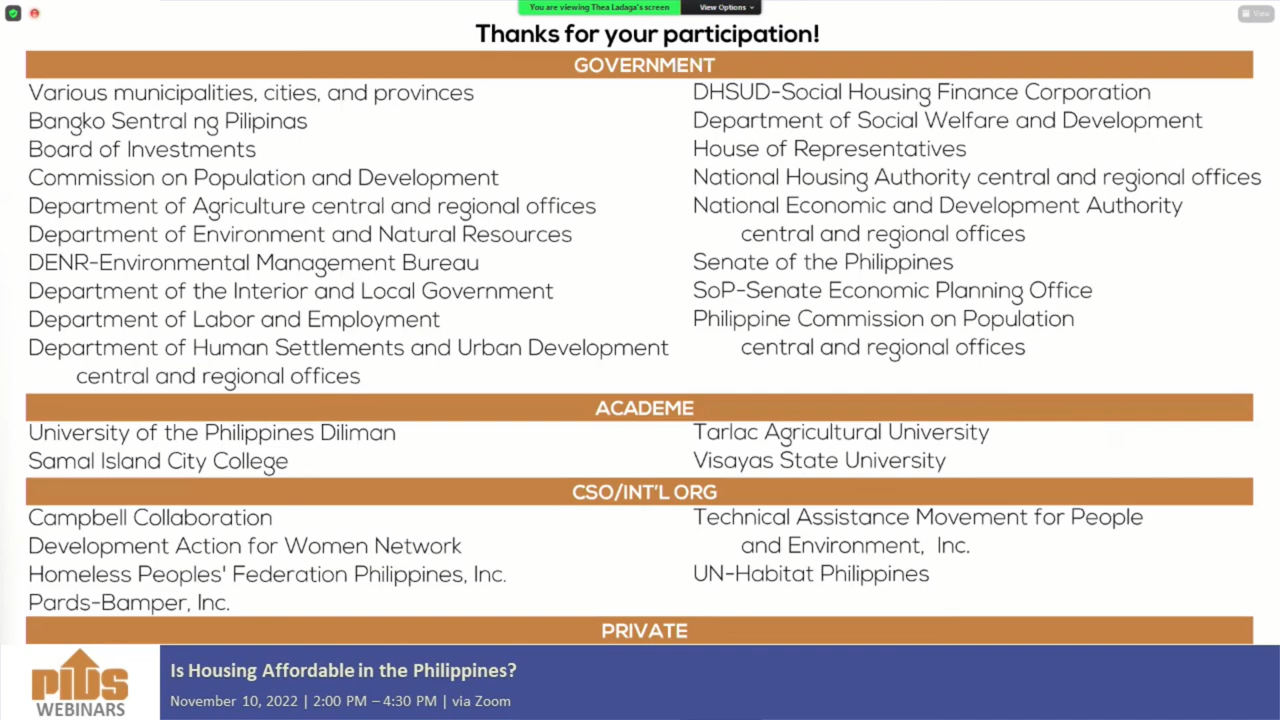 You are viewing Thea Ladaga's screen
View Options
View
Thanks for your participation!
GOVERNMENT
Various municipalities, cities, and provinces
Bangko Sentral ng Pilipinas
Board of Investments
Commission on Population and Development
Department of Agriculture central and regional offices
Department of Environment and Natural Resources
DENR-Environmental Management Bureau
Department of the Interior and Local Government
Department of Labor and Employment
Department of Human Settlements and Urban Development
central and regional offices
DHSUD-Social Housing Finance Corporation
Department of Social Welfare and Development
House of Representatives
National Housing Authority central and regional offices
National Economic and Development Authority
central and regional offices
Senate of the Philippines
SoP-Senate Economic Planning Office
Philippine Commission on Population
central and regional offices
ACADEME
University of the Philippines Diliman
Samal Island City College
Tarlac Agricultural University
Visayas State University
CSO/INT'L ORG
Campbell Collaboration
Development Action for Women Network
Homeless Peoples' Federation Philippines, Inc.
Pards-Bamper, Inc.
Technical Assistance Movement for People
and Environment, Inc.
UN-Habitat Philippines
PRIVATE
PIDS
WEBINARS
Is Housing Affordable in the Philippines?
November 10, 2022 | 2:00 PM – 4:30 PM | via Zoom